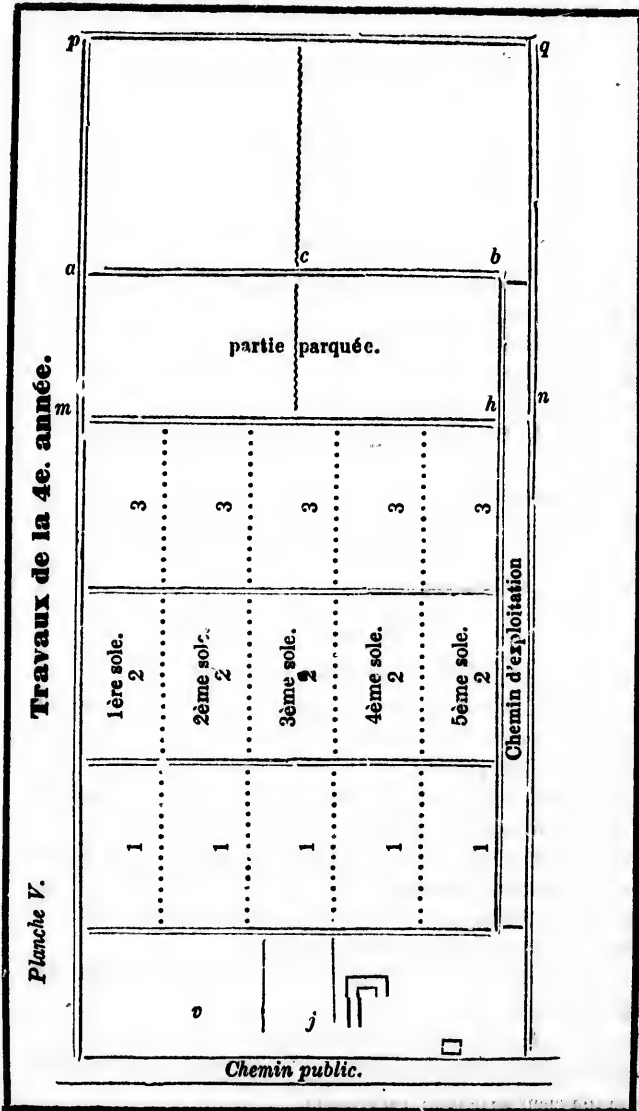 Planche V.
Travaux de la 4e. année.
p q
a c b
partie parquée.
m h n
3 3 3 3 3
1ère sole. 2ème sole. 3ème sole. 4ème sole. 5ème sole.
2 2 2 2 2
Chemin d'exploitation
1 1 1 1 1
v j
Chemin public.